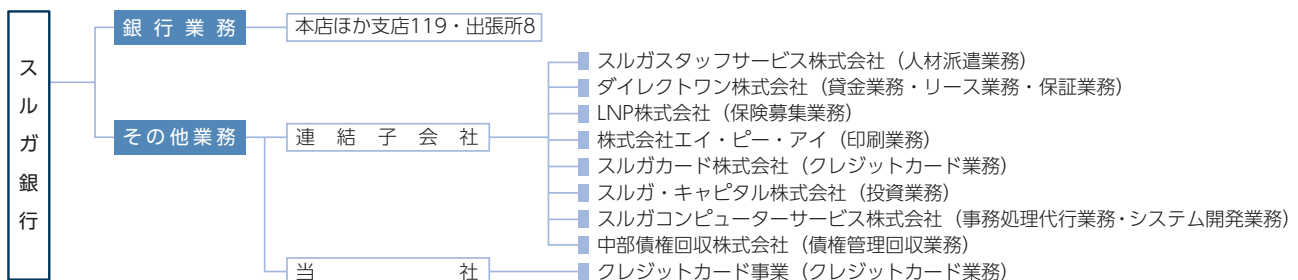 スルガ銀行
銀行業務
本店ほか支店119・出張所8
その他業務
連結子会社
スルガスタッフサービス株式会社（人材派遣業務）
ダイレクトワン株式会社（貸金業務・リース業務・保証業務）
LNP株式会社（保険募集業務）
株式会社エイ・ピー・アイ（印刷業務）
スルガカード株式会社（クレジットカード業務）
スルガ・キャピタル株式会社（投資業務）
スルガコンピューターサービス株式会社（事務処理代行業務・システム開発業務）
中部債権回収株式会社（債権管理回収業務）
当社
クレジットカード事業（クレジットカード業務）